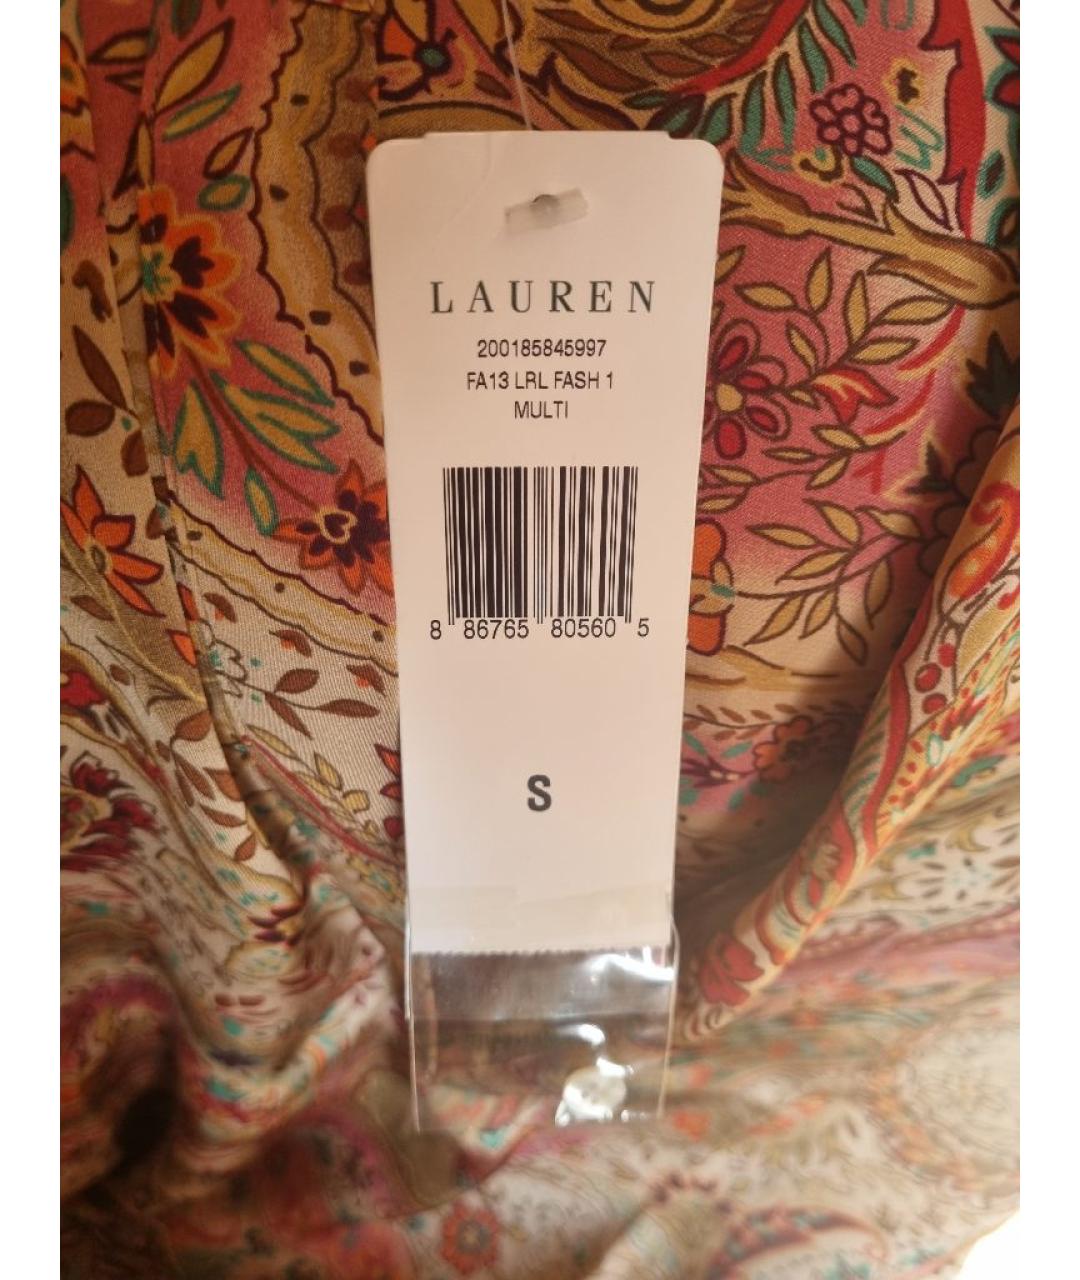 LAUREN
200185845997
FA13 LRL FASH 1
MULTI
8 86765 80560 5
S